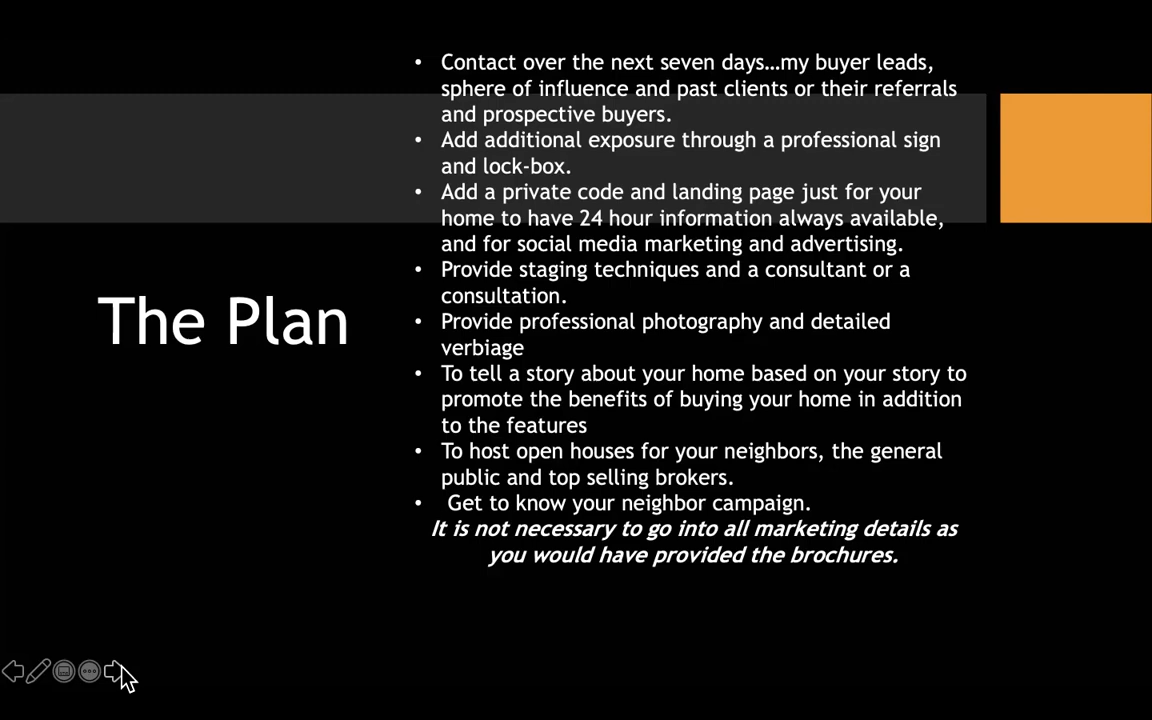 The Plan
• Contact over the next seven days…my buyer leads,
sphere of influence and past clients or their referrals
and prospective buyers.
• Add additional exposure through a professional sign
and lock-box.
• Add a private code and landing page just for your
home to have 24 hour information always available,
and for social media marketing and advertising.
• Provide staging techniques and a consultant or a
consultation.
• Provide professional photography and detailed
verbiage
• To tell a story about your home based on your story to
promote the benefits of buying your home in addition
to the features
• To host open houses for your neighbors, the general
public and top selling brokers.
• Get to know your neighbor campaign.
It is not necessary to go into all marketing details as
you would have provided the brochures.